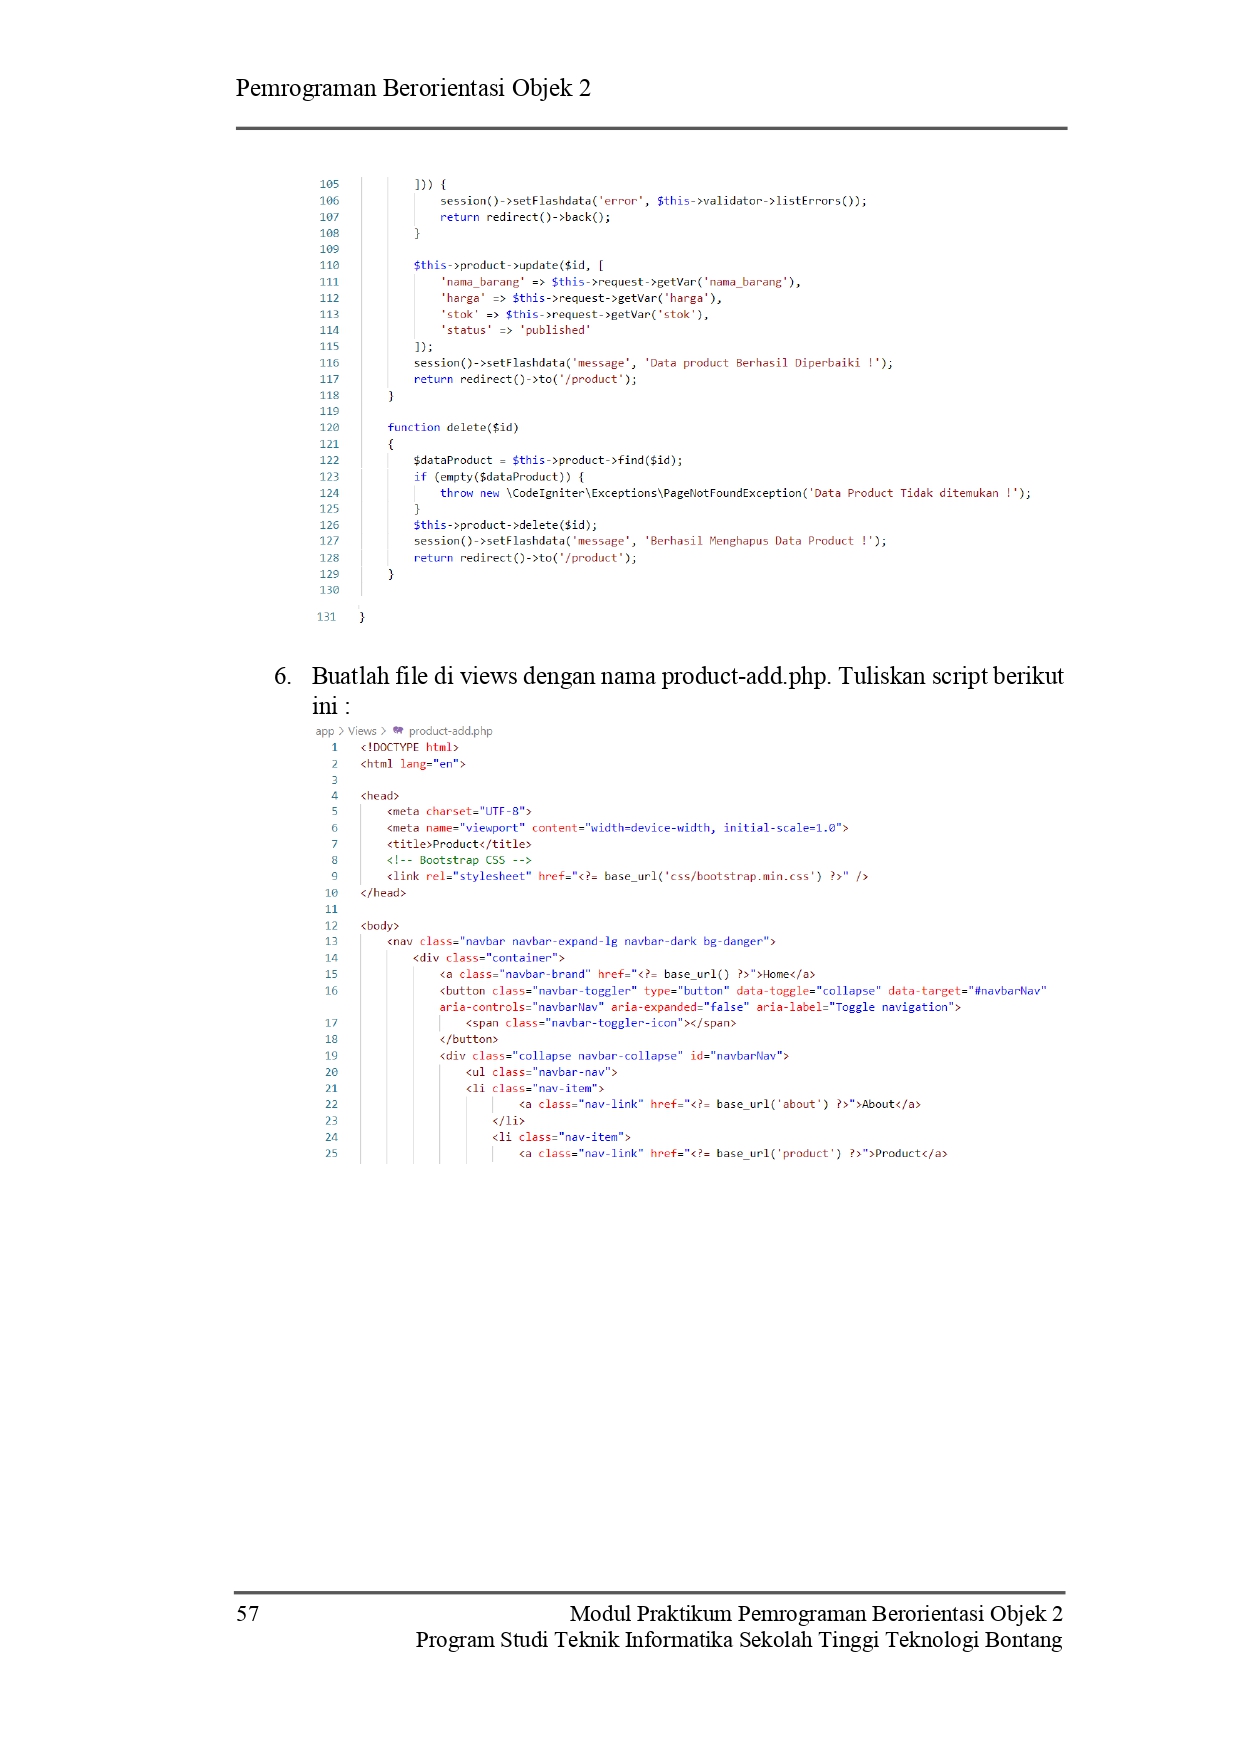 Pemrograman Berorientasi Objek 2
105 ])) {
106 session()->setFlashdata('error', $this->validator->listErrors());
107 return redirect()->back();
108 }
109
110 $this->product->update($id, [
111 'nama_barang' => $this->request->getVar('nama_barang'),
112 'harga' => $this->request->getVar('harga'),
113 'stok' => $this->request->getVar('stok'),
114 'status' => 'published'
115 ]);
116 session()->setFlashdata('message', 'Data product Berhasil Diperbaiki !');
117 return redirect()->to('/product');
118 }
119
120 function delete($id)
121 {
122 $dataProduct = $this->product->find($id);
123 if (empty($dataProduct)) {
124 throw new \CodeIgniter\Exceptions\PageNotFoundException('Data Product Tidak ditemukan !');
125 }
126 $this->product->delete($id);
127 session()->setFlashdata('message', 'Berhasil Menghapus Data Product !');
128 return redirect()->to('/product');
129 }
130
131 }
6. Buatlah file di views dengan nama product-add.php. Tuliskan script berikut
ini :
app > Views > product-add.php
1 <!DOCTYPE html>
2 <html lang="en">
3
4 <head>
5 <meta charset="UTF-8">
6 <meta name="viewport" content="width=device-width, initial-scale=1.0">
7 <title>Product</title>
8 <!-- Bootstrap CSS -->
9 <link rel="stylesheet" href="<?= base_url('css/bootstrap.min.css') ?>" />
10 </head>
11
12 <body>
13 <nav class="navbar navbar-expand-lg navbar-dark bg-danger">
14 <div class="container">
15 <a class="navbar-brand" href="<?= base_url() ?>">Home</a>
16 <button class="navbar-toggler" type="button" data-toggle="collapse" data-target="#navbarNav"
aria-controls="navbarNav" aria-expanded="false" aria-label="Toggle navigation">
17 <span class="navbar-toggler-icon"></span>
18 </button>
19 <div class="collapse navbar-collapse" id="navbarNav">
20 <ul class="navbar-nav">
21 <li class="nav-item">
22 <a class="nav-link" href="<?= base_url('about') ?>">About</a>
23 </li>
24 <li class="nav-item">
25 <a class="nav-link" href="<?= base_url('product') ?>">Product</a>
57 Modul Praktikum Pemrograman Berorientasi Objek 2
Program Studi Teknik Informatika Sekolah Tinggi Teknologi Bontang